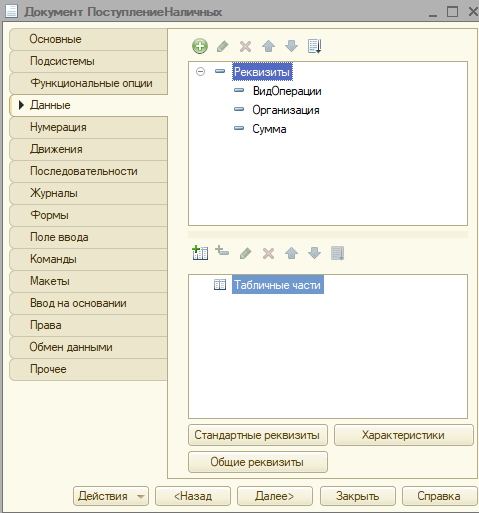 Документ ПоступлениеНаличных
Основные
Подсистемы
Функциональные опции
Данные
Нумерация
Движения
Последовательности
Журналы
Формы
Поле ввода
Команды
Макеты
Ввод на основании
Права
Обмен данными
Прочее
Реквизиты
ВидОперации
Организация
Сумма
Табличные части
Стандартные реквизиты
Характеристики
Общие реквизиты
Действия
<Назад
Далее>
Закрыть
Справка